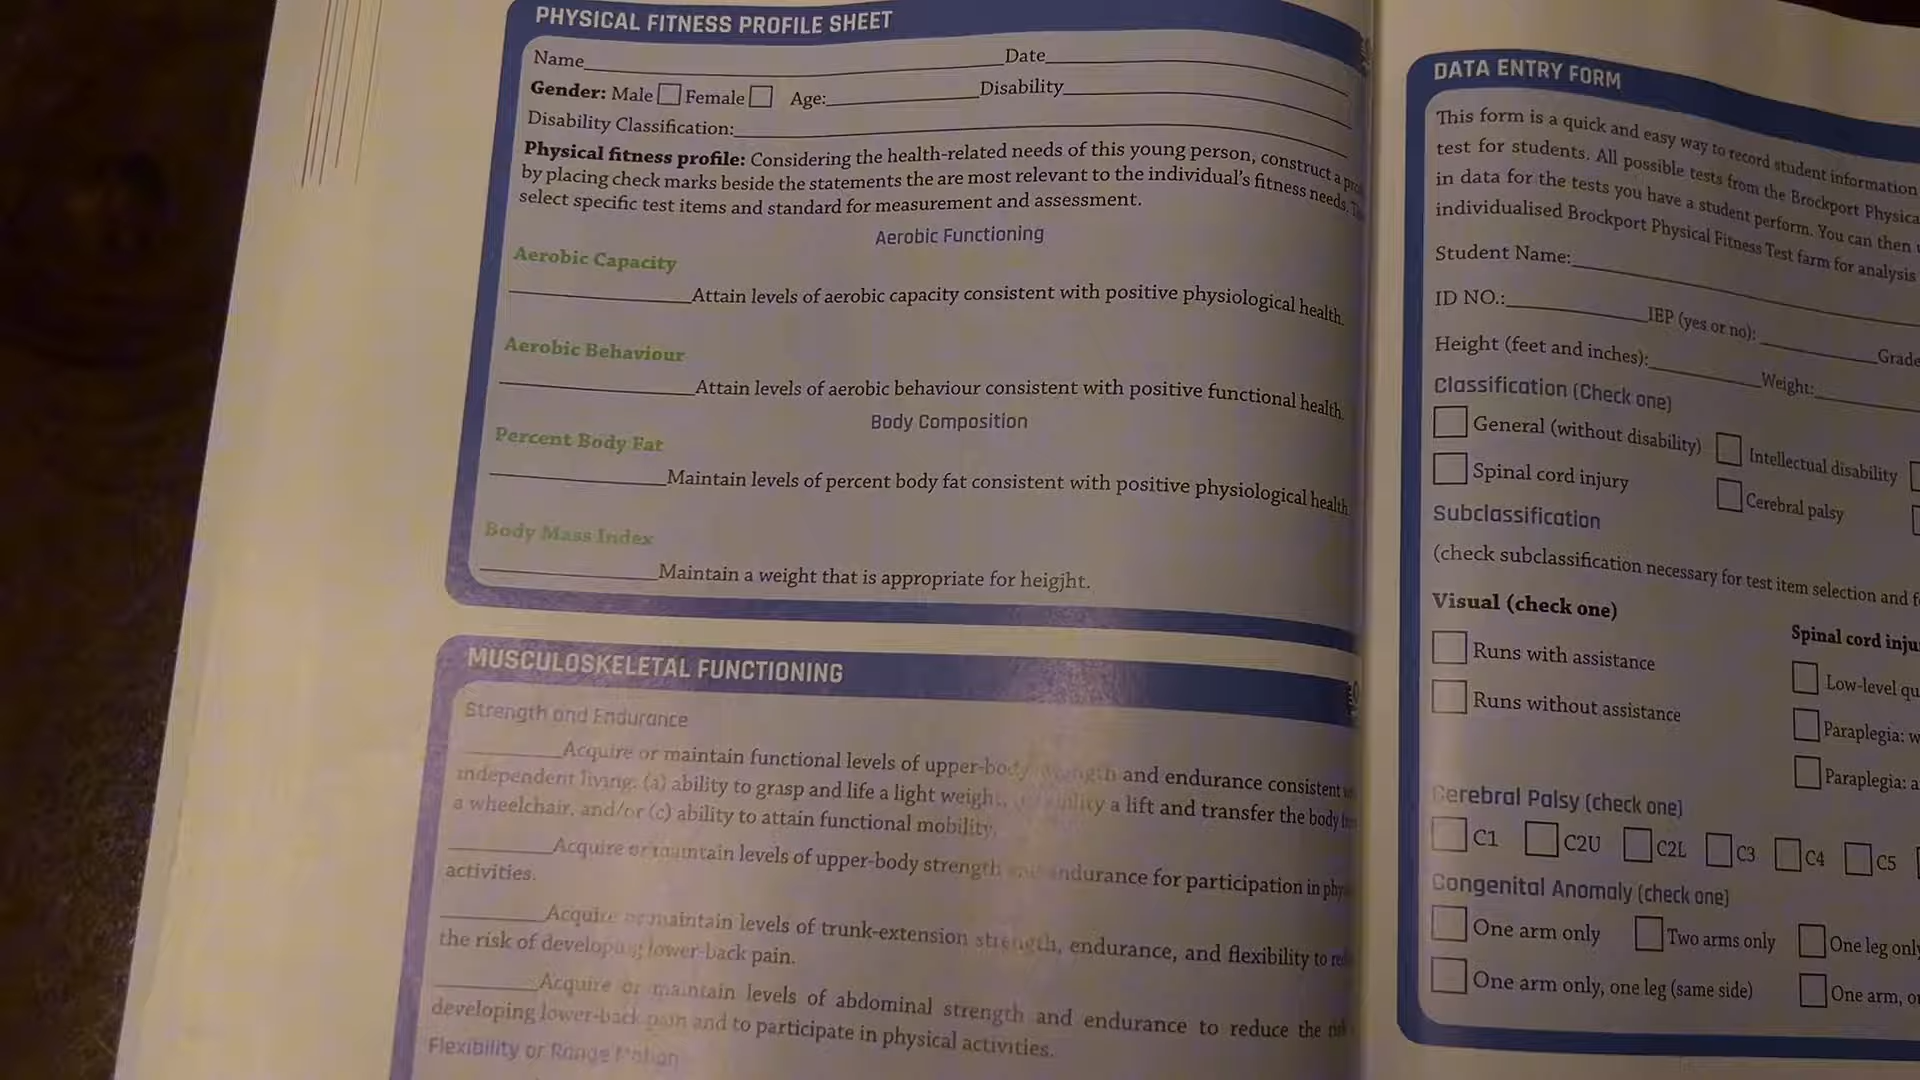 PHYSICAL FITNESS PROFILE SHEET
Name Date
Gender: Male Female Age: Disability
Disability Classification:
Physical fitness profile: Considering the health-related needs of this young person, construct a
by placing check marks beside the statements the are most relevant to the individual's fitness needs.
select specific test items and standard for measurement and assessment.
Aerobic Functioning
Aerobic Capacity
Attain levels of aerobic capacity consistent with positive physiological health.
Aerobic Behaviour
Attain levels of aerobic behaviour consistent with positive functional health.
Body Composition
Percent Body Fat
Maintain levels of percent body fat consistent with positive physiological health
Body Mass Index
Maintain a weight that is appropriate for heigjht.
MUSCULOSKELETAL FUNCTIONING
Strength and Endurance
Acquire or maintain functional levels of upper-body strength and endurance consistent
independent living: (a) ability to grasp and life a light weight, ability a lift and transfer the body
a wheelchair, and/or (c) ability to attain functional mobility.
Acquire or maintain levels of upper-body strength and endurance for participation in
activities.
Acquire or maintain levels of trunk-extension strength, endurance, and flexibility to
the risk of developing lower-back pain.
Acquire or maintain levels of abdominal strength and endurance to reduce the
developing lower-back pain and to participate in physical activities.
Flexibility or Range Motion
DATA ENTRY FORM
This form is a quick and easy way to record student information
test for students. All possible tests from the Brockport
in data for the tests you have a student perform. You can then
individualised Brockport Physical Fitness Test farm for analysis
Student Name:
ID NO.: IEP (yes or no): Grade
Height (feet and inches): Weight:
Classification (Check one)
General (without disability) Intellectual disability
Spinal cord injury Cerebral palsy
Subclassification
(check subclassification necessary for test item selection and
Visual (check one)
Spinal cord
Runs with assistance
Low-level
Runs without assistance
Paraplegia:
Paraplegia:
Cerebral Palsy (check one)
C1 C2U C2L C3 C4 C5
Congenital Anomaly (check one)
One arm only Two arms only One leg only
One arm only, one leg (same side) One arm,